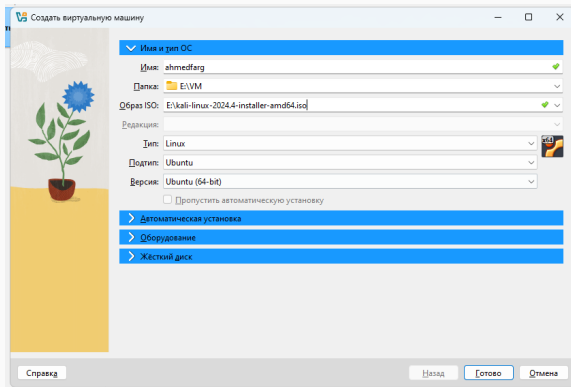 Создать виртуальную машину
Имя и тип ОС
Имя: ahmedfarg
Папка: E:\VM
Образ ISO: E:\kali-linux-2024.4-installer-amd64.iso
Редакция:
Тип: Linux
Подтип: Ubuntu
Версия: Ubuntu (64-bit)
Пропустить автоматическую установку
Автоматическая установка
Оборудование
Жёсткий диск
Справка Назад Готово Отмена